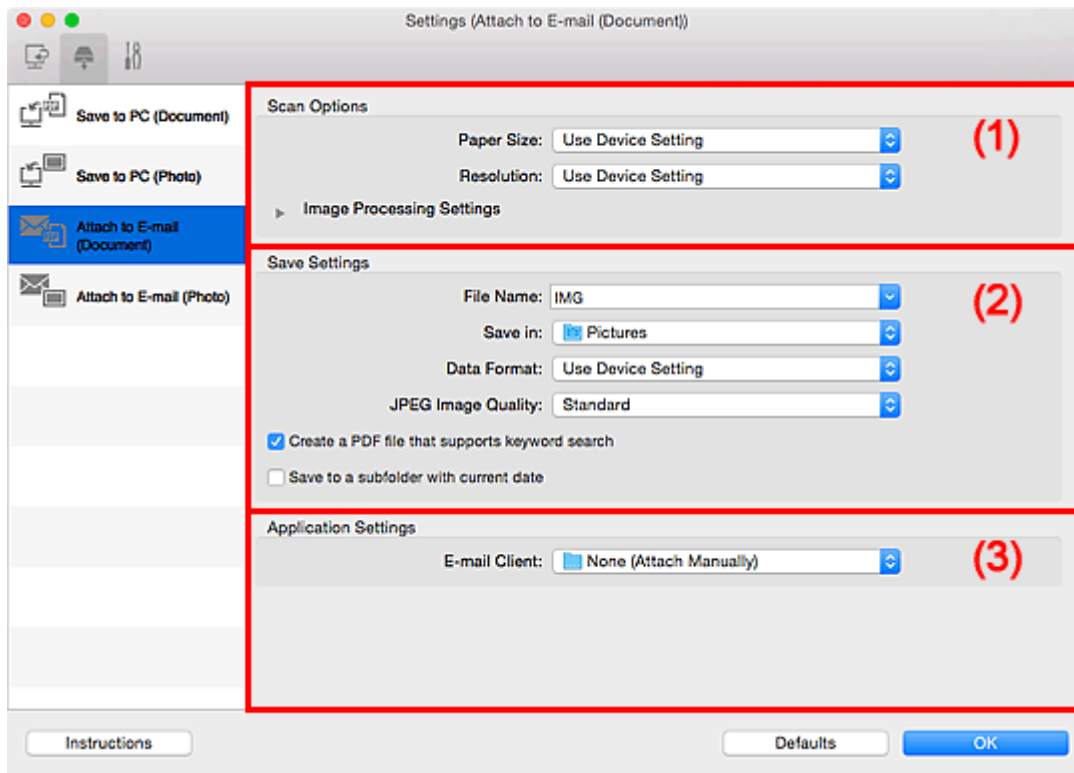 Settings (Attach to E-mail (Document))
Save to PC (Document)
Save to PC (Photo)
Attach to E-mail
(Document)
Attach to E-mail (Photo)
Scan Options
(1)
Paper Size: Use Device Setting
Resolution: Use Device Setting
Image Processing Settings
Save Settings
(2)
File Name: IMG
Save in: Pictures
Data Format: Use Device Setting
JPEG Image Quality: Standard
Create a PDF file that supports keyword search
Save to a subfolder with current date
Application Settings
(3)
E-mail Client: None (Attach Manually)
Instructions
Defaults
OK